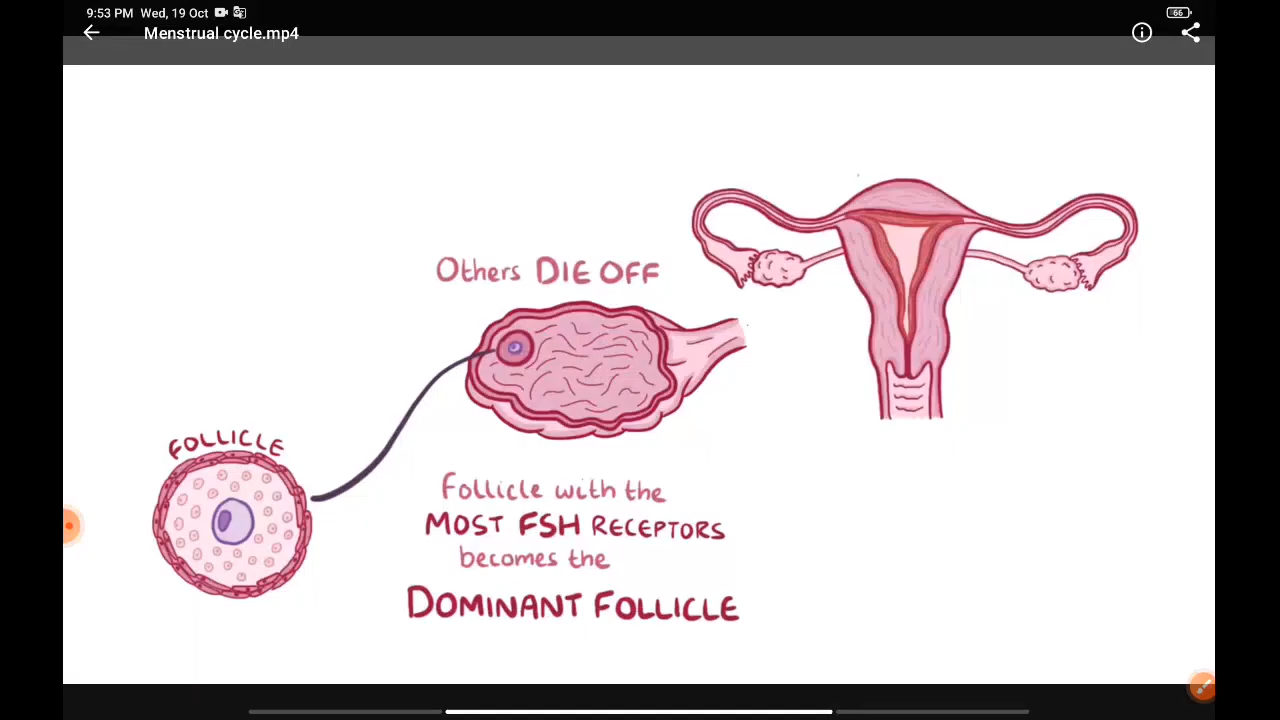 9:53 PM Wed, 19 Oct
66
Menstrual cycle.mp4
Others DIE OFF
FOLLICLE
Follicle with the
MOST FSH RECEPTORS
becomes the
DOMINANT FOLLICLE